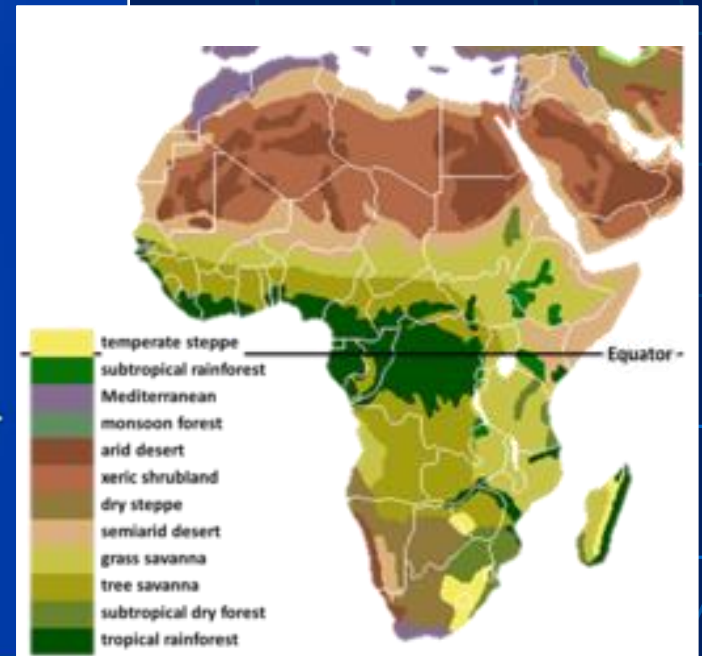 temperate steppe
Equator
subtropical rainforest
Mediterranean
monsoon forest
arid desert
xeric shrubland
dry steppe
semiarid desert
grass savanna
tree savanna
subtropical dry forest
tropical rainforest